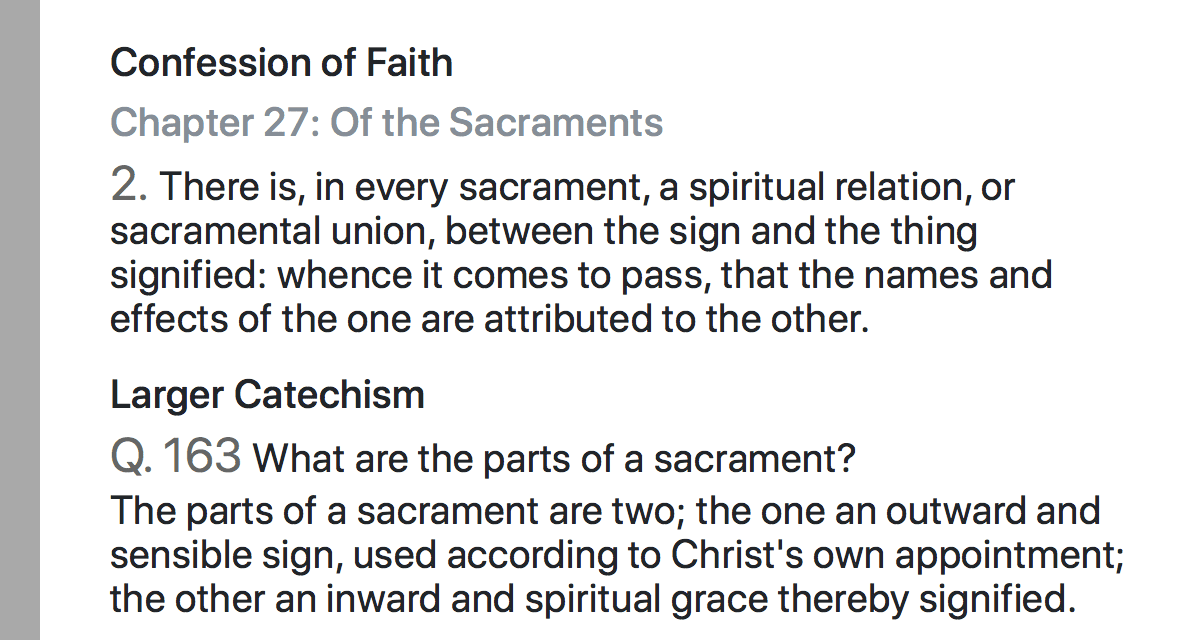 Confession of Faith
Chapter 27: Of the Sacraments
2. There is, in every sacrament, a spiritual relation, or
sacramental union, between the sign and the thing
signified: whence it comes to pass, that the names and
effects of the one are attributed to the other.
Larger Catechism
Q. 163 What are the parts of a sacrament?
The parts of a sacrament are two; the one an outward and
sensible sign, used according to Christ's own appointment;
the other an inward and spiritual grace thereby signified.